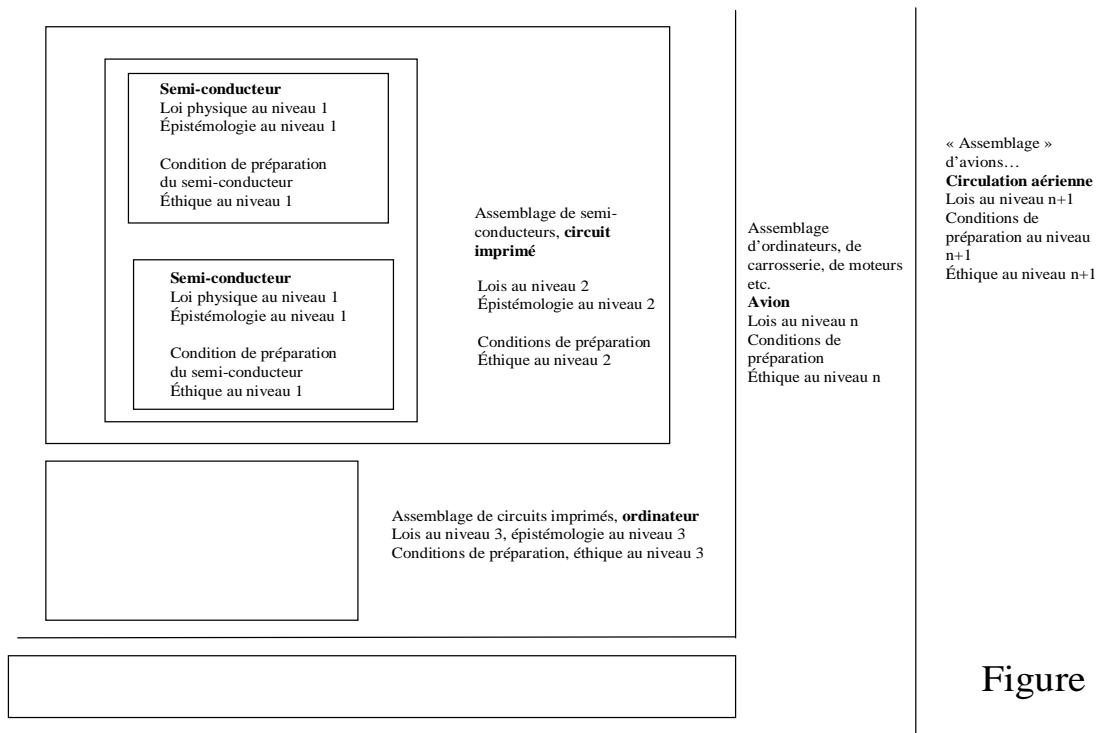 Semi-conducteur
Loi physique au niveau 1
Épistémologie au niveau 1
Condition de préparation
du semi-conducteur
Éthique au niveau 1
Semi-conducteur
Loi physique au niveau 1
Épistémologie au niveau 1
Condition de préparation
du semi-conducteur
Éthique au niveau 1
Assemblage de semi-
conducteurs, circuit
imprimé
Lois au niveau 2
Épistémologie au niveau 2
Conditions de préparation
Éthique au niveau 2
Assemblage de circuits imprimés, ordinateur
Lois au niveau 3, épistémologie au niveau 3
Conditions de préparation, éthique au niveau 3
Assemblage
d’ordinateurs, de
carrosserie, de moteurs
etc.
Avion
Lois au niveau n
Conditions de
préparation
Éthique au niveau n
« Assemblage »
d’avions…
Circulation aérienne
Lois au niveau n+1
Conditions de
préparation au niveau
n+1
Éthique au niveau n+1
Figure